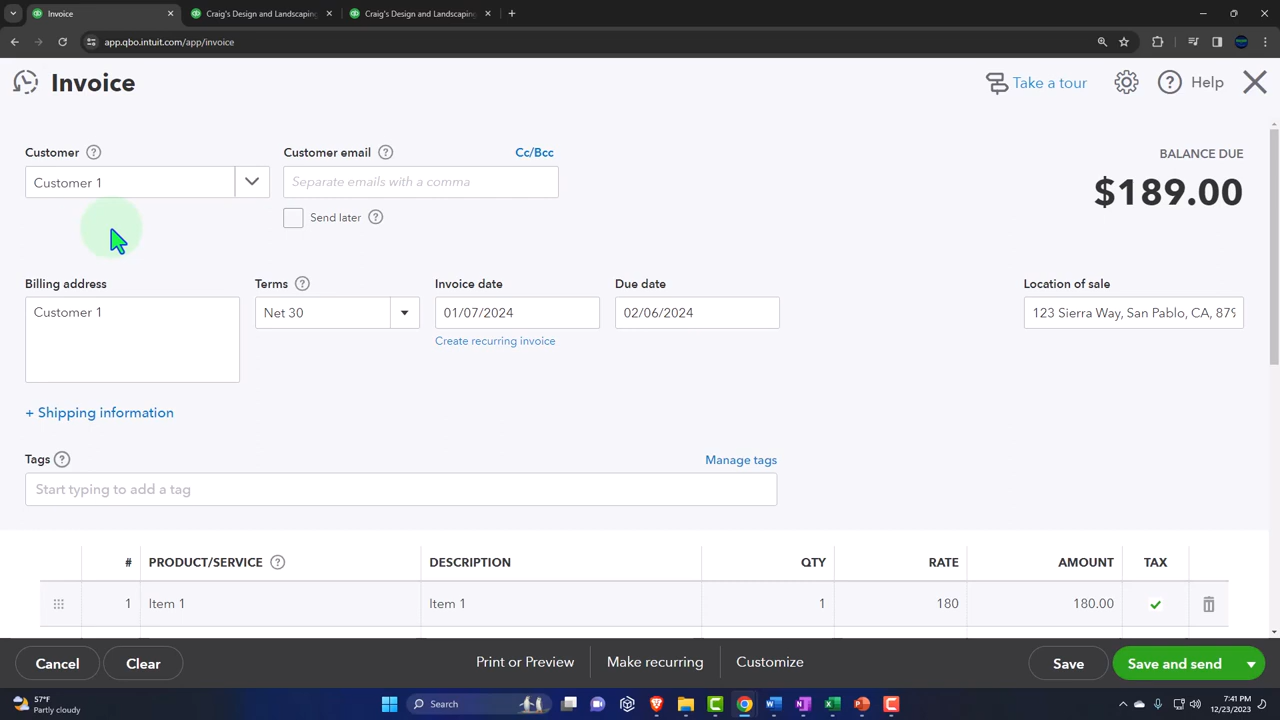 Invoice
Craig's Design and Landscaping
Craig's Design and Landscaping
app.qbo.intuit.com/app/invoice
Invoice
Take a tour
Help
Customer
Customer email
Cc/Bcc
BALANCE DUE
Customer 1
Separate emails with a comma
$189.00
Send later
Billing address
Terms
Invoice date
Due date
Location of sale
Customer 1
Net 30
01/07/2024
02/06/2024
123 Sierra Way, San Pablo, CA, 879
Create recurring invoice
+ Shipping information
Tags
Manage tags
Start typing to add a tag
# PRODUCT/SERVICE DESCRIPTION QTY RATE AMOUNT TAX
1 Item 1 Item 1 1 180 180.00
Cancel
Clear
Print or Preview
Make recurring
Customize
Save
Save and send
57°F
Partly cloudy
Search
7:41 PM
12/23/2023